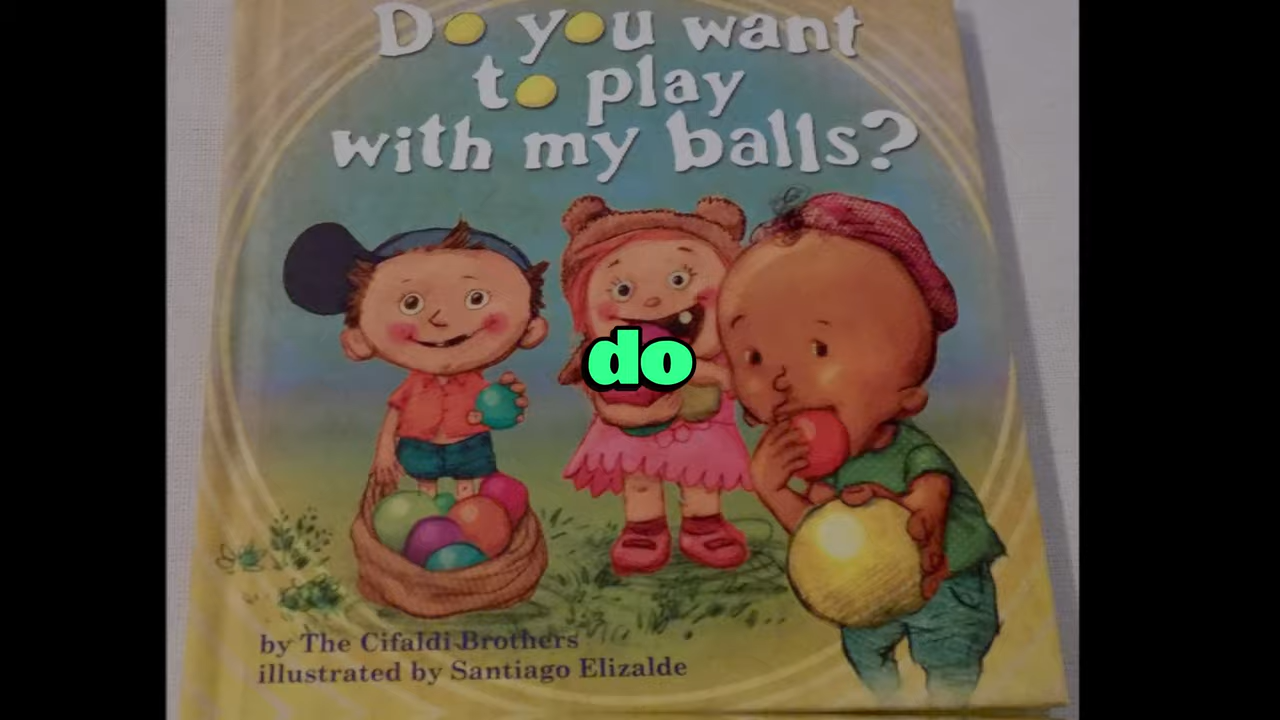 Do you want
to play
with my balls?
do
by The Cifaldi Brothers
illustrated by Santiago Elizalde